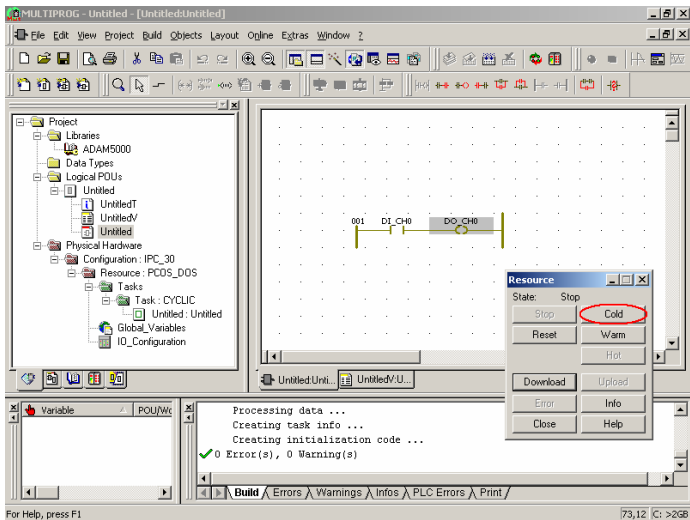 MULTIPROG - Untitled - [Untitled:Untitled]
File Edit View Project Build Objects Layout Online Extras Window ?
Project
Libraries
ADAM5000
Data Types
Logical POUs
Untitled
UntitledT
UntitledV
Untitled
Physical Hardware
Configuration : IPC_30
Resource : PCOS_DOS
Tasks
Task : CYCLIC
Untitled : Untitled
Global_Variables
IO_Configuration
001 DI_CH0 DO_CH0
Resource
State: Stop
Stop Cold
Reset Warm
Hot
Download Upload
Error Info
Close Help
Untitled:Unti... UntitledV:U...
Variable POU/Wo
Processing data ...
Creating task info ...
Creating initialization code ...
0 Error(s), 0 Warning(s)
Build Errors Warnings Infos PLC Errors Print
For Help, press F1
73,12 C: >2GB